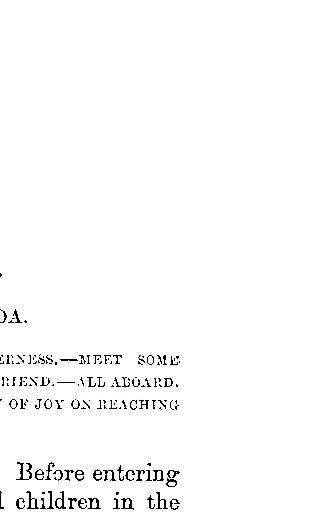 DA.
ERNESS.—MEET SOME
RIEND.—ALL ABOARD.
OF JOY ON REACHING
Before entering
children in the